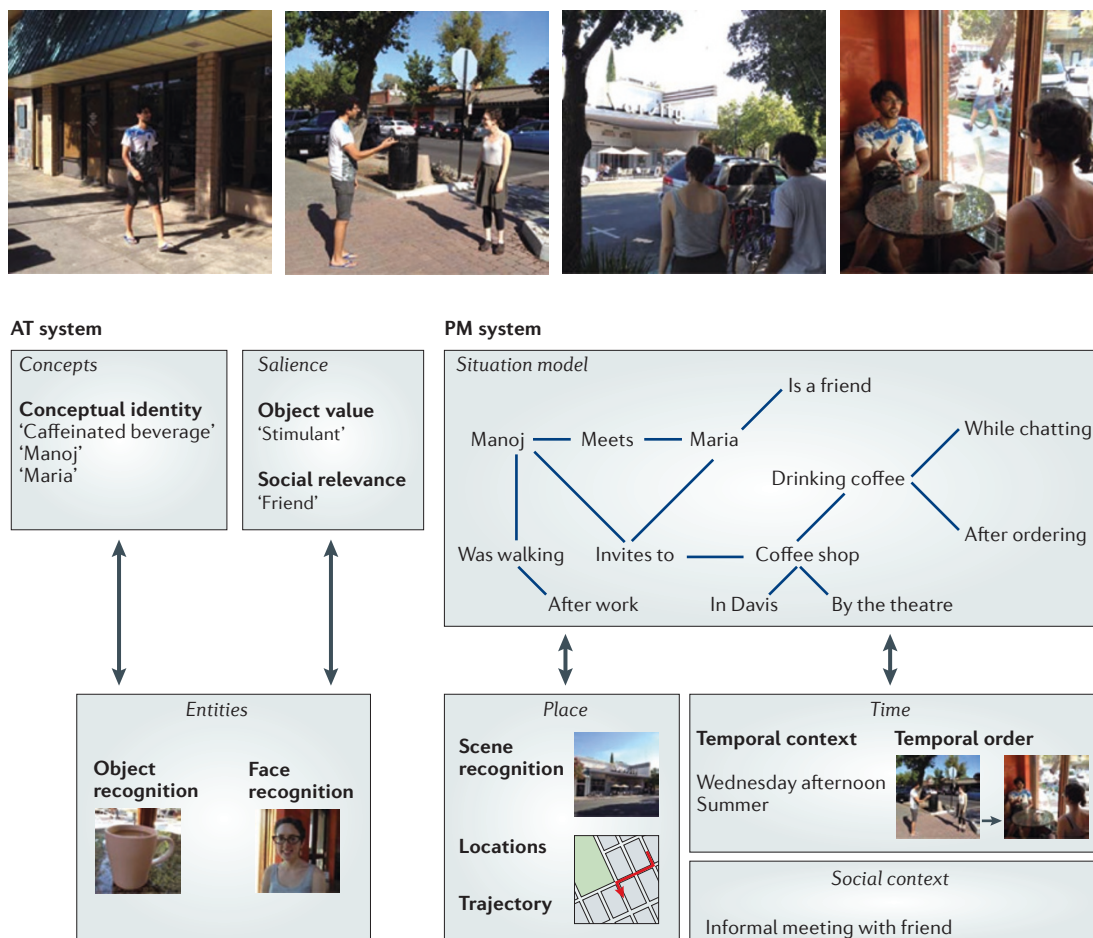 AT system
Concepts
Conceptual identity
‘Caffeinated beverage’
‘Manoj’
‘Maria’
Salience
Object value
‘Stimulant’
Social relevance
‘Friend’
Entities
Object
recognition
Face
recognition
PM system
Situation model
Is a friend
Manoj
Meets
Maria
While chatting
Drinking coffee
After ordering
Was walking
Invites to
Coffee shop
After work
In Davis
By the theatre
Place
Scene
recognition
Locations
Trajectory
Time
Temporal context
Wednesday afternoon
Summer
Temporal order
Social context
Informal meeting with friend